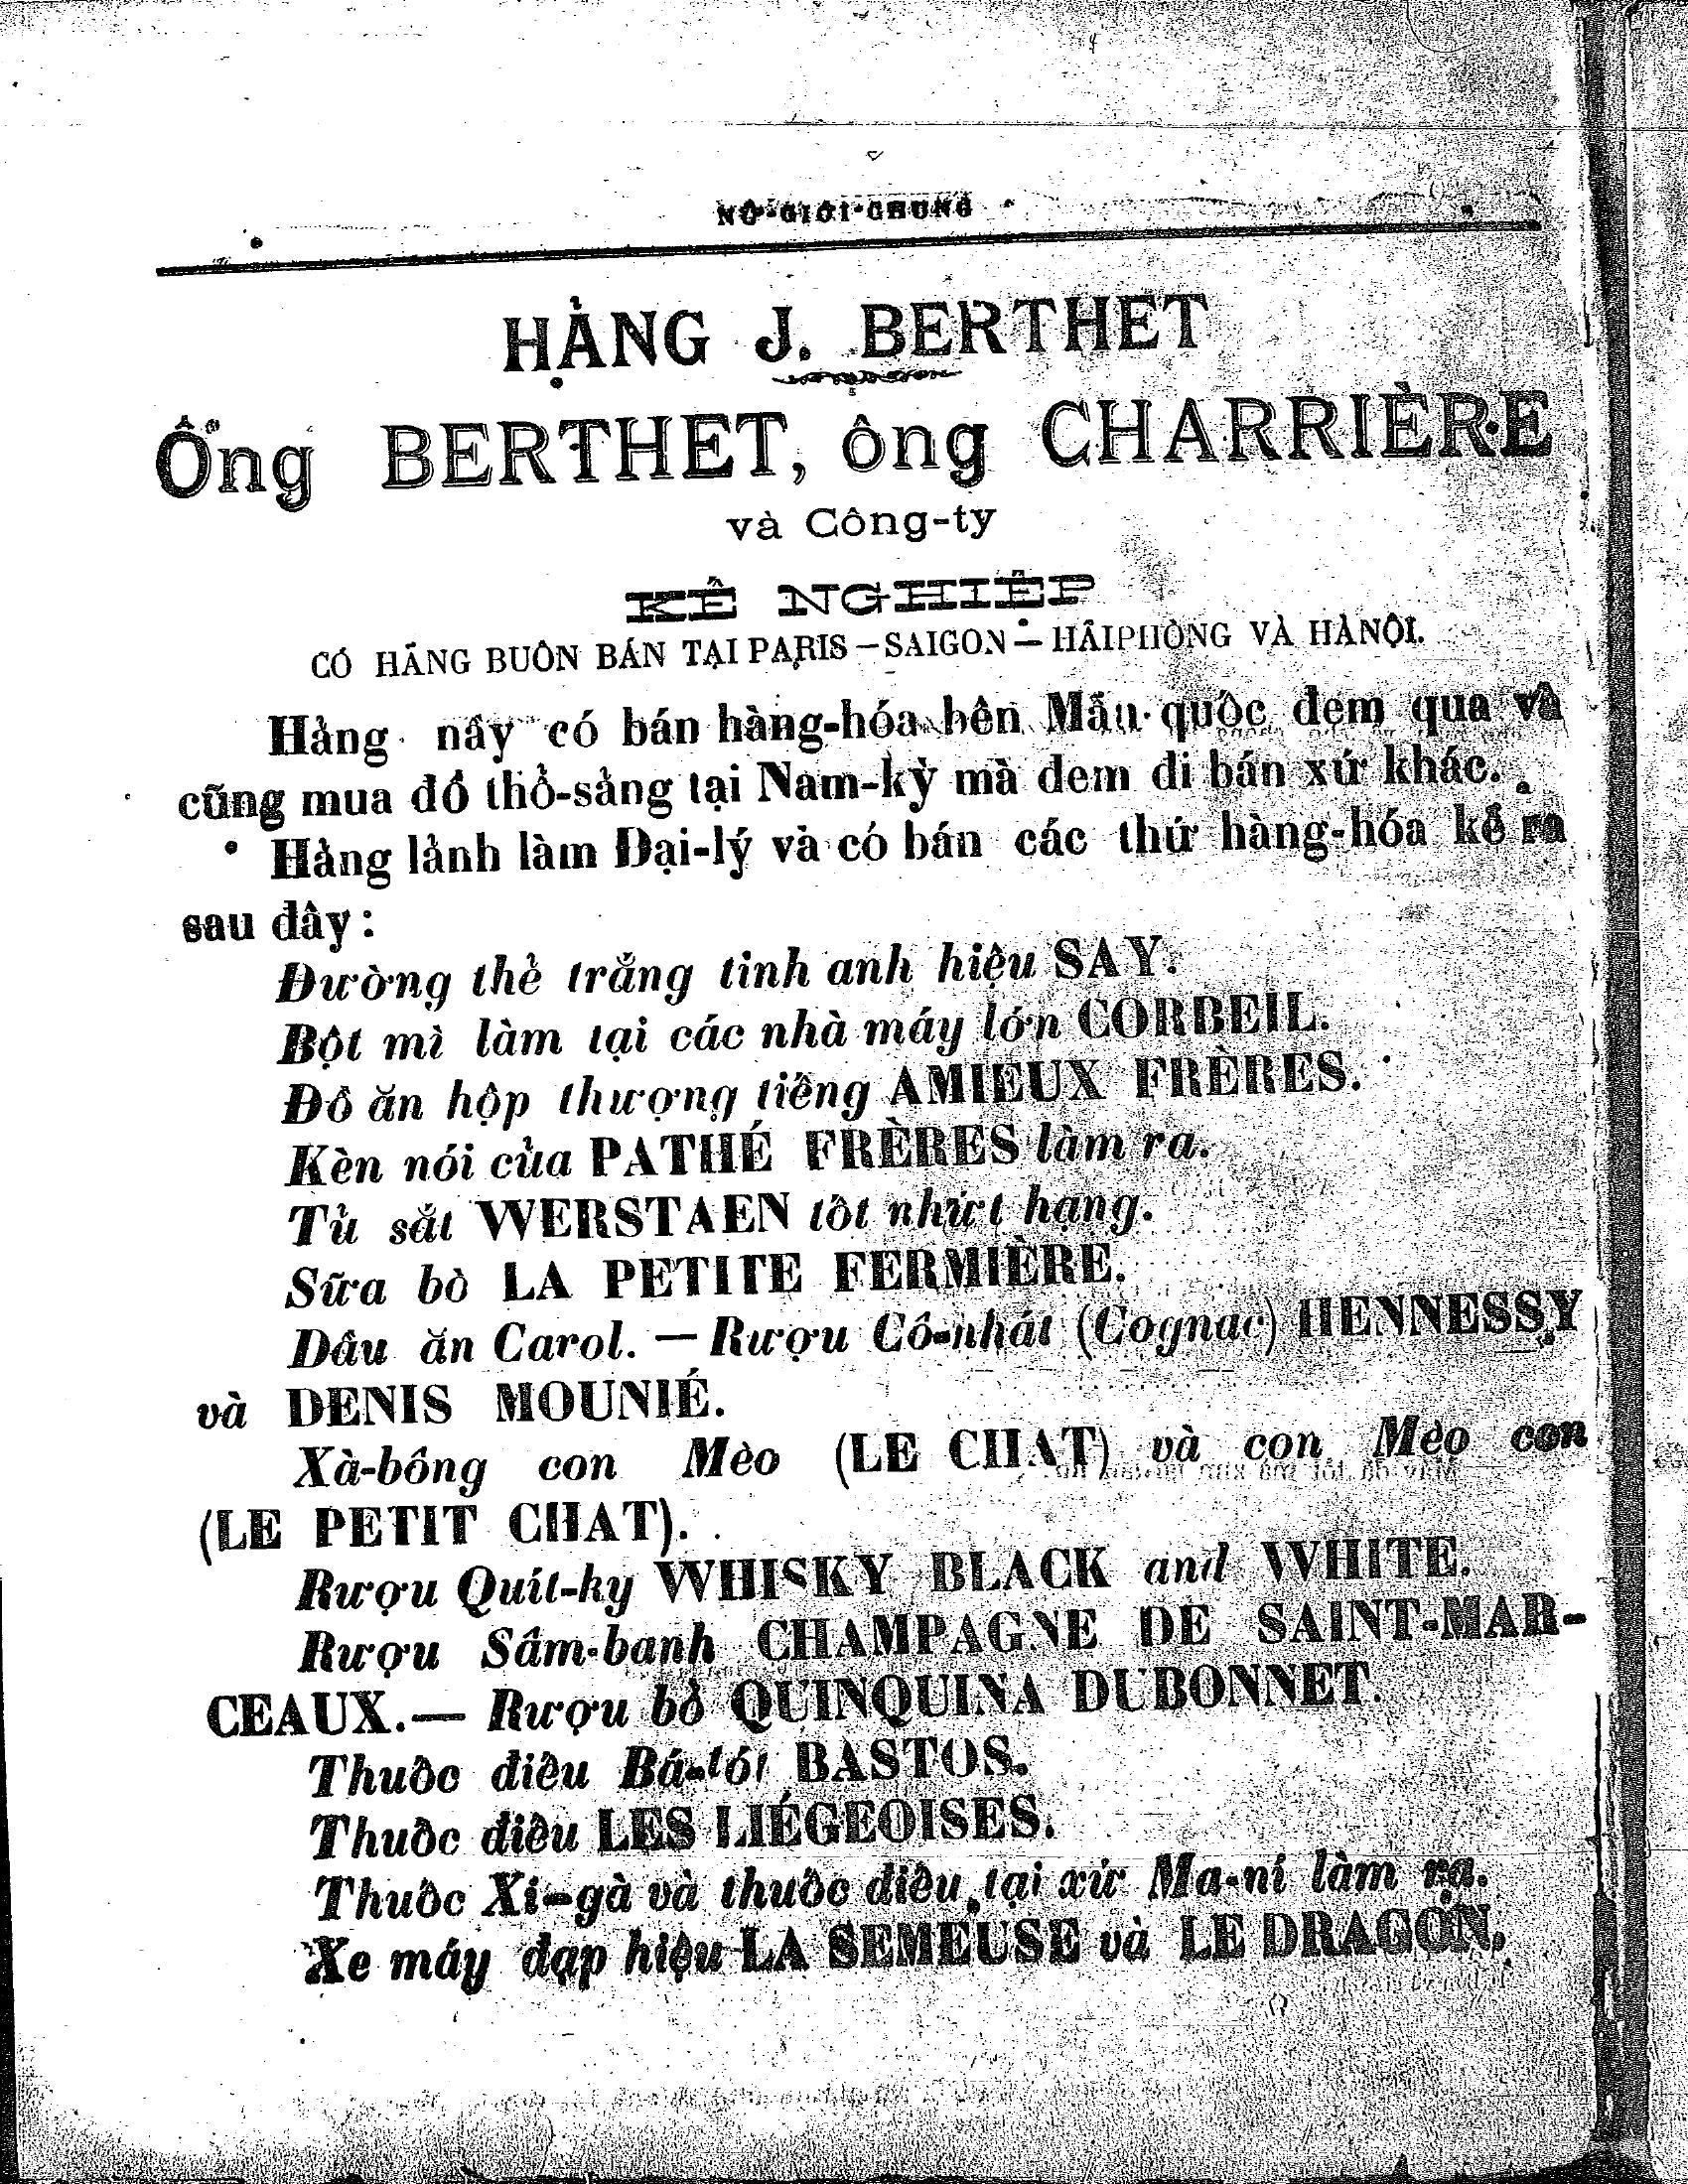 NỮ-GIỚI-CHUNG
HẢNG J. BERTHET
Ông BERTHET, ông CHARRIÈRE
và Công-ty
KẾ NGHIỆP
CÓ HÃNG BUÔN BÁN TẠI PARIS — SAIGON — HÃIPHÒNG VÀ HÀNỘI.
Hảng nầy có bán hàng-hóa bên Mẫu-quốc đem qua và
cũng mua đồ thổ-sảng tại Nam-kỳ mà đem đi bán xứ khác.
Hảng lảnh làm Đại-lý và có bán các thứ hàng-hóa kể ra
sau đây:
Đường thẻ trắng tinh anh hiệu SAY.
Bột mì làm tại các nhà máy lớn CORBEIL.
Đồ ăn hộp thượng tiếng AMIEUX FRÈRES.
Kèn nói của PATHÉ FRÈRES làm ra.
Tủ sắt WERSTAEN tốt nhứt hạng.
Sữa bò LA PETITE FERMIÈRE.
Dầu ăn Carol. — Rượu Cô-nhát (Cognac) HENNESSY
và DENIS MOUNIÉ.
Xà-bông con Mèo (LE CHAT) và con Mèo con
(LE PETIT CHAT).
Rượu Quít-ky WHISKY BLACK and WHITE.
Rượu Sâm-banh CHAMPAGNE DE SAINT-MAR-
CEAUX. — Rượu bổ QUINQUINA DUBONNET.
Thuốc điếu Bá-tót BASTOS.
Thuốc điếu LES LIÉGEOISES.
Thuốc Xi-gà và thuốc điếu tại xứ Ma-ní làm ra.
Xe máy đạp hiệu LA SEMEUSE và LE DRAGON.